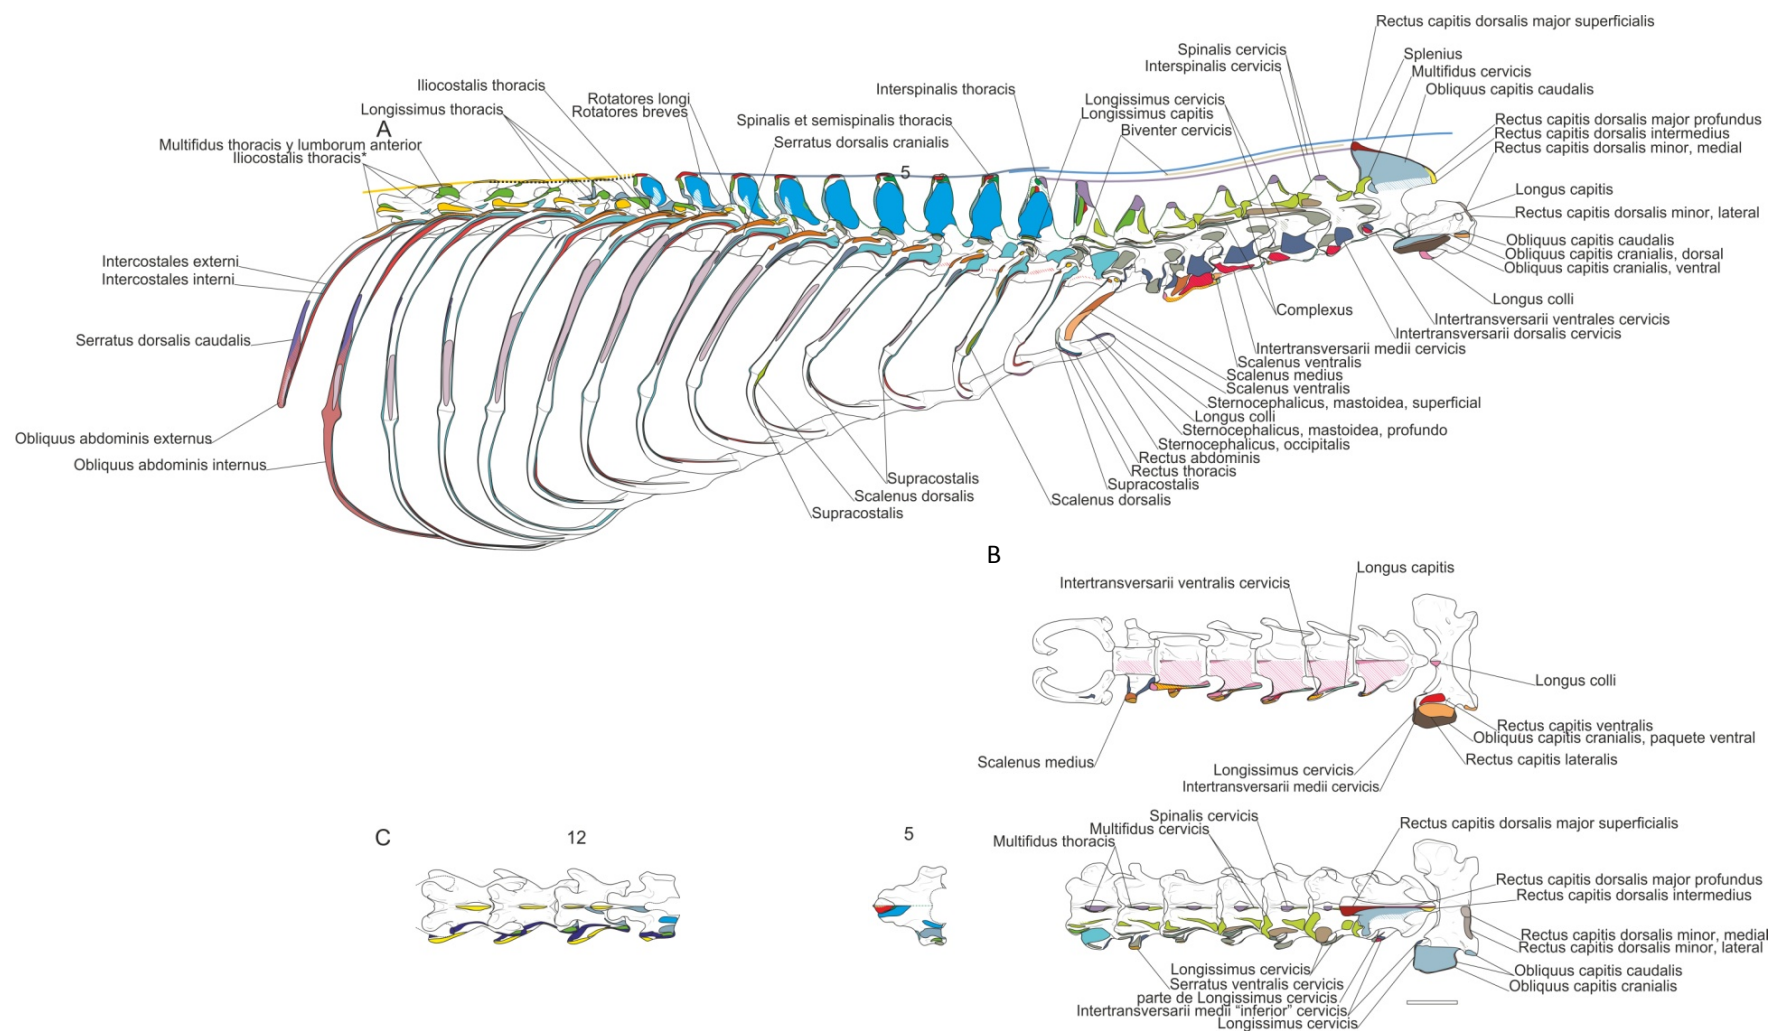 Rectus capitis dorsalis major superficialis
Spinalis cervicis
Interspinalis cervicis
Splenius
Multifidus cervicis
Obliquus capitis caudalis
Iliocostalis thoracis
Longissimus thoracis
A
Multifidus thoracis y lumborum anterior
Iliocostalis thoracis*
Rotatores longi
Rotatores breves
Interspinalis thoracis
Spinalis et semispinalis thoracis
Serratus dorsalis cranialis
Longissimus cervicis
Longissimus capitis
Biventer cervicis
5
Rectus capitis dorsalis major profundus
Rectus capitis dorsalis intermedius
Rectus capitis dorsalis minor, medial
Longus capitis
Rectus capitis dorsalis minor, lateral
Obliquus capitis caudalis
Obliquus capitis cranialis, dorsal
Obliquus capitis cranialis, ventral
Longus colli
Intertransversarii ventrales cervicis
Intertransversarii dorsales cervicis
Complexus
Intertransversarii medii cervicis
Scalenus ventralis
Scalenus medius
Scalenus ventralis
Sternocephalicus, mastoidea, superficial
Longus colli
Sternocephalicus, mastoidea, profundo
Sternocephalicus, occipitalis
Rectus abdominis
Rectus thoracis
Supracostalis
Scalenus dorsalis
Intercostales externi
Intercostales interni
Serratus dorsalis caudalis
Obliquus abdominis externus
Obliquus abdominis internus
Supracostalis
Scalenus dorsalis
Supracostalis
B
Longus capitis
Intertransversarii ventralis cervicis
Longus colli
Rectus capitis ventralis
Obliquus capitis cranialis, paquete ventral
Rectus capitis lateralis
Scalenus medius
Longissimus cervicis
Intertransversarii medii cervicis
C
12
5
Spinalis cervicis
Multifidus cervicis
Multifidus thoracis
Rectus capitis dorsalis major superficialis
Rectus capitis dorsalis major profundus
Rectus capitis dorsalis intermedius
Rectus capitis dorsalis minor, medial
Rectus capitis dorsalis minor, lateral
Obliquus capitis caudalis
Obliquus capitis cranialis
Longissimus cervicis
Serratus ventralis cervicis
parte de Longissimus cervicis
Intertransversarii medii "inferior" cervicis
Longissimus cervicis